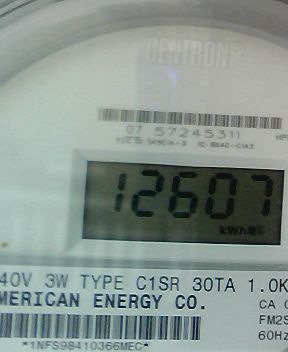 CENTRON®
07 57245311
12607
kWh
40V 3W TYPE C1SR 30TA 1.0K
MERICAN ENERGY CO.
CA
FM2S
60Hz
*1NFS98410366MEC*